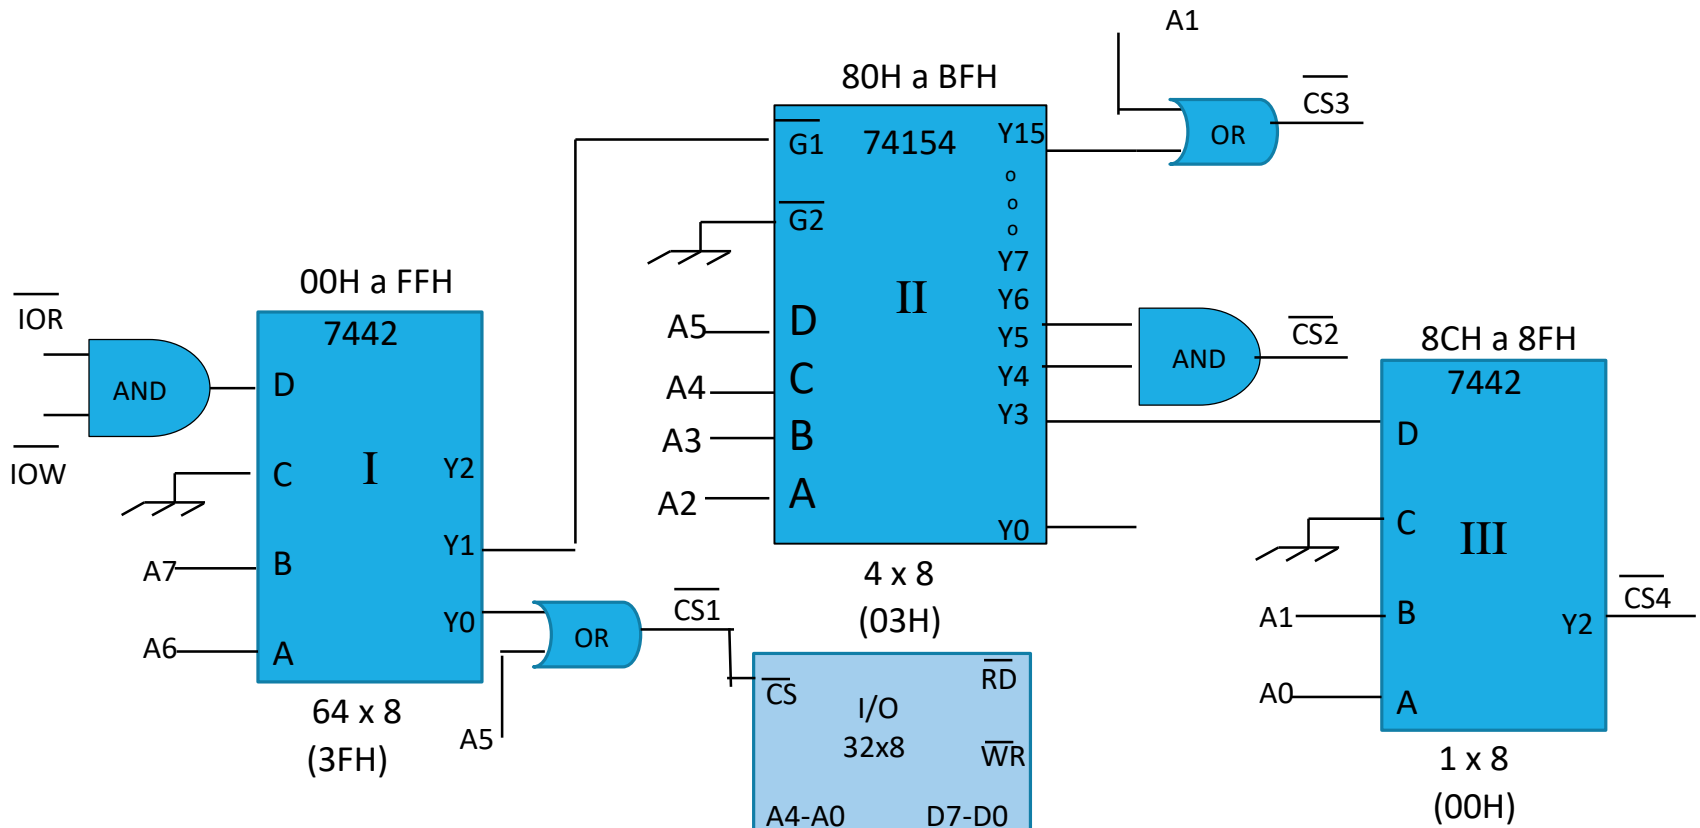 A1
80H a BFH
CS3
G1
74154
Y15
OR
o
o
o
G2
Y7
00H a FFH
II
Y6
IOR
7442
A5
D
Y5
CS2
8CH a 8FH
AND
D
A4
C
Y4
AND
7442
Y3
D
A3
B
IOW
C
I
Y2
A2
A
Y0
C
III
A7
B
Y1
4 x 8
(03H)
A6
A
Y0
OR
CS1
A1
B
Y2
CS4
64 x 8
(3FH)
A5
CS
I/O
32x8
RD
WR
A4-A0
D7-D0
A0
A
1 x 8
(00H)